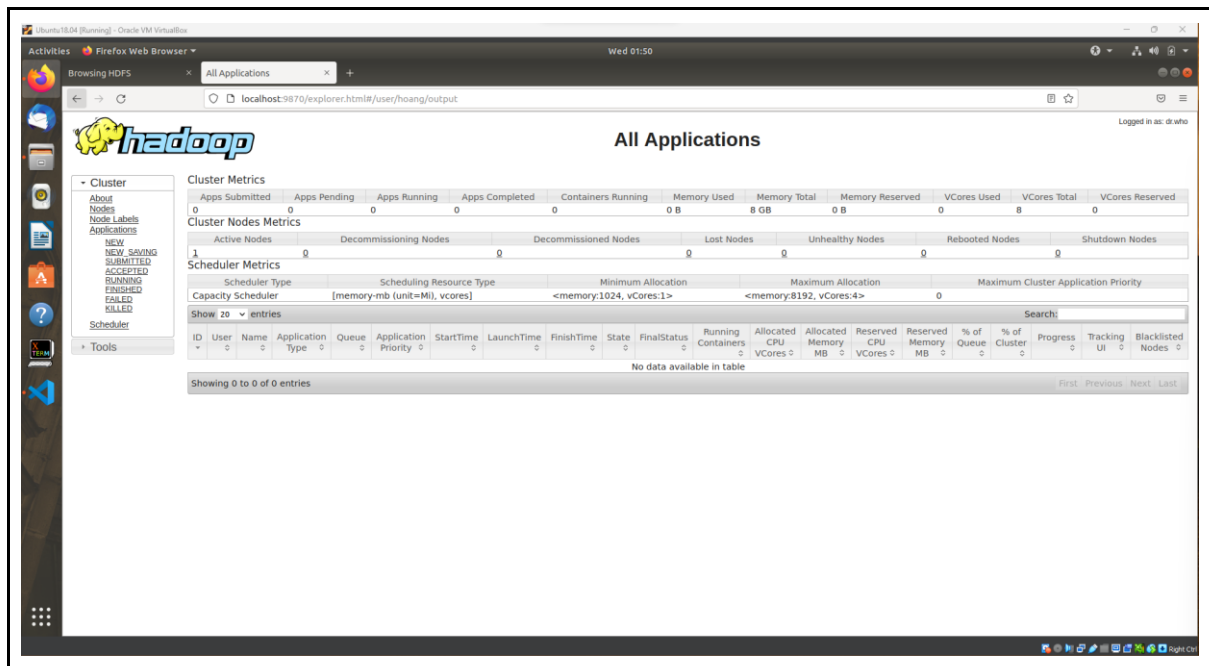 Ubuntu18.04 [Running] - Oracle VM VirtualBox
Activities Firefox Web Browser Wed 01:50
Browsing HDFS × All Applications × +
localhost:9870/explorer.html#/user/hoang/output
Logged in as: dr.who
hadoop All Applications
Cluster
About
Nodes
Node Labels
Applications
NEW
NEW_SAVING
SUBMITTED
ACCEPTED
RUNNING
FINISHED
FAILED
KILLED
Scheduler
Tools
Cluster Metrics
Apps Submitted Apps Pending Apps Running Apps Completed Containers Running Memory Used Memory Total Memory Reserved VCores Used VCores Total VCores Reserved
0 0 0 0 0 0 B 8 GB 0 B 0 8 0
Cluster Nodes Metrics
Active Nodes Decommissioning Nodes Decommissioned Nodes Lost Nodes Unhealthy Nodes Rebooted Nodes Shutdown Nodes
1 0 0 0 0 0 0
Scheduler Metrics
Scheduler Type Scheduling Resource Type Minimum Allocation Maximum Allocation Maximum Cluster Application Priority
Capacity Scheduler [memory-mb (unit=Mi), vcores] <memory:1024, vCores:1> <memory:8192, vCores:4> 0
Show 20 entries Search:
ID User Name Application Type Queue Application Priority StartTime LaunchTime FinishTime State FinalStatus Running Containers Allocated CPU VCores Allocated Memory MB Reserved CPU VCores Reserved Memory MB % of Queue % of Cluster Progress Tracking UI Blacklisted Nodes
No data available in table
Showing 0 to 0 of 0 entries First Previous Next Last
X TERM
Right Ctrl